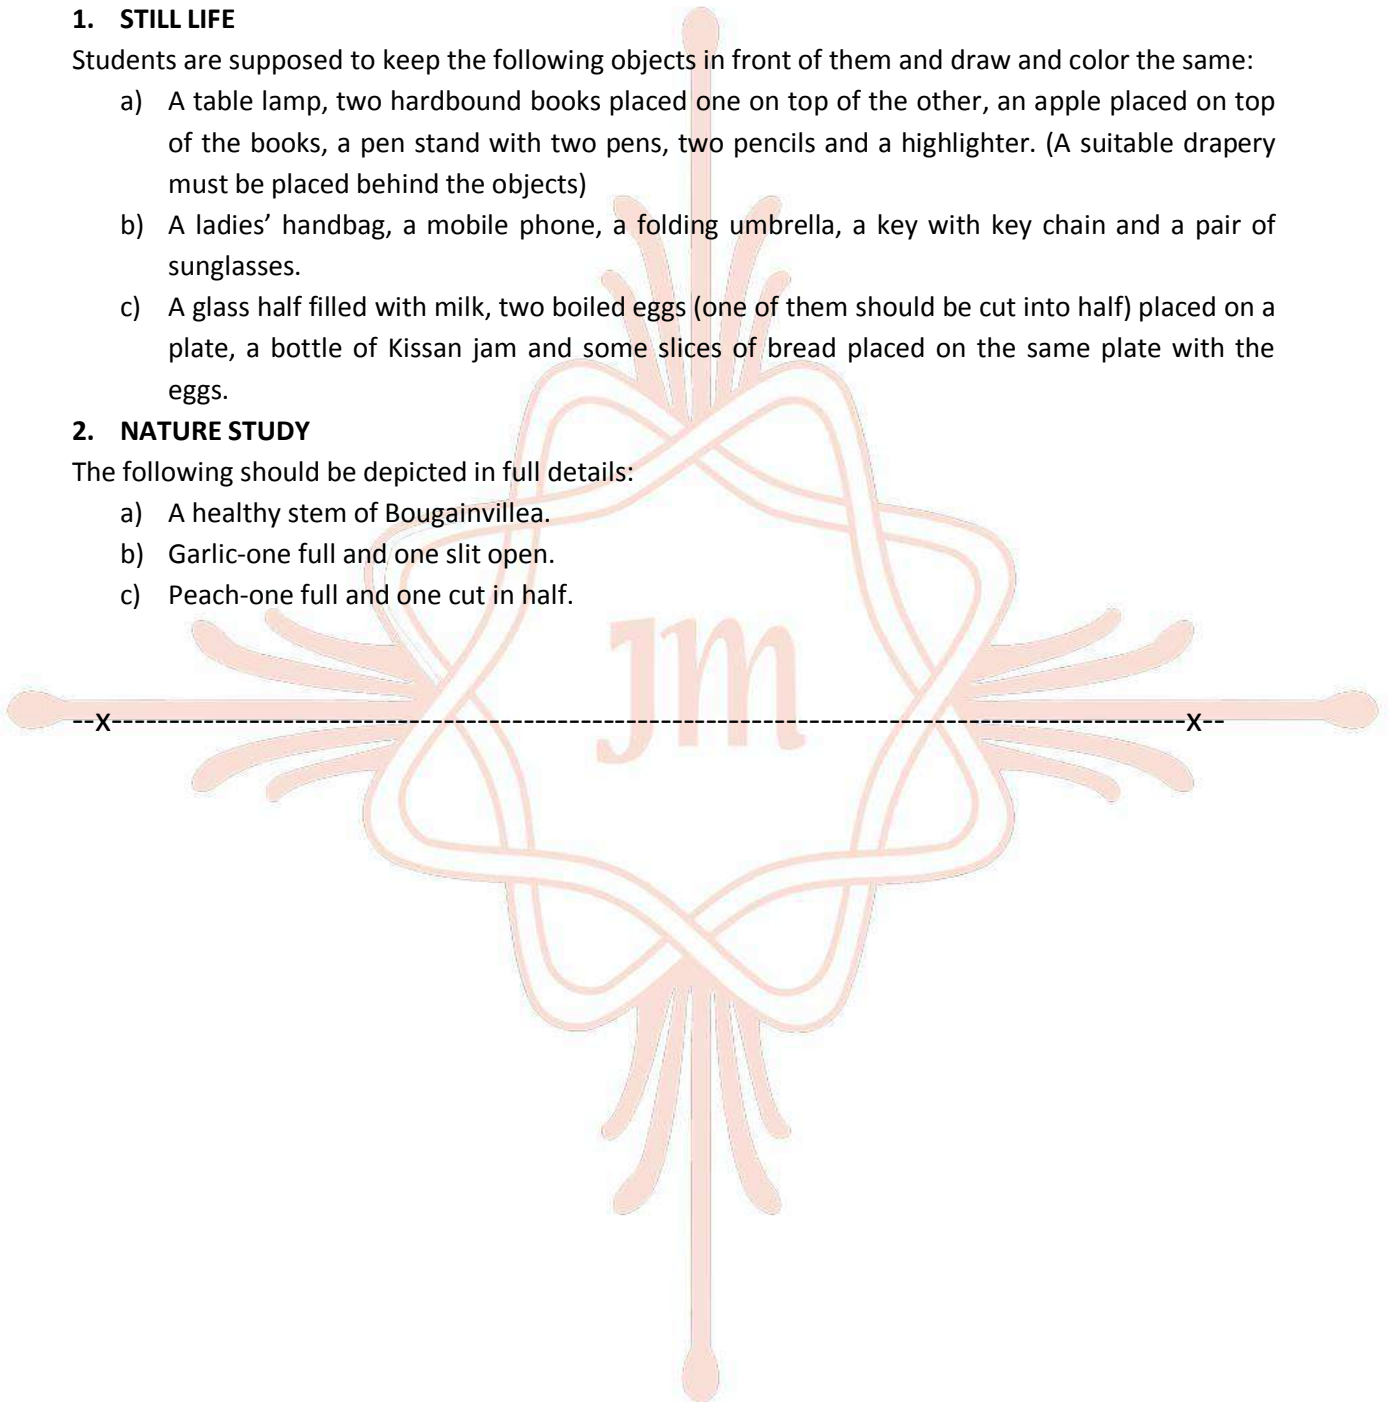 1. STILL LIFE
Students are supposed to keep the following objects in front of them and draw and color the same:
a) A table lamp, two hardbound books placed one on top of the other, an apple placed on top
of the books, a pen stand with two pens, two pencils and a highlighter. (A suitable drapery
must be placed behind the objects)
b) A ladies’ handbag, a mobile phone, a folding umbrella, a key with key chain and a pair of
sunglasses.
c) A glass half filled with milk, two boiled eggs (one of them should be cut into half) placed on a
plate, a bottle of Kissan jam and some slices of bread placed on the same plate with the
eggs.
2. NATURE STUDY
The following should be depicted in full details:
a) A healthy stem of Bougainvillea.
b) Garlic-one full and one slit open.
c) Peach-one full and one cut in half.
JM
--x-----------------------------------------------------------------------------------------------x--